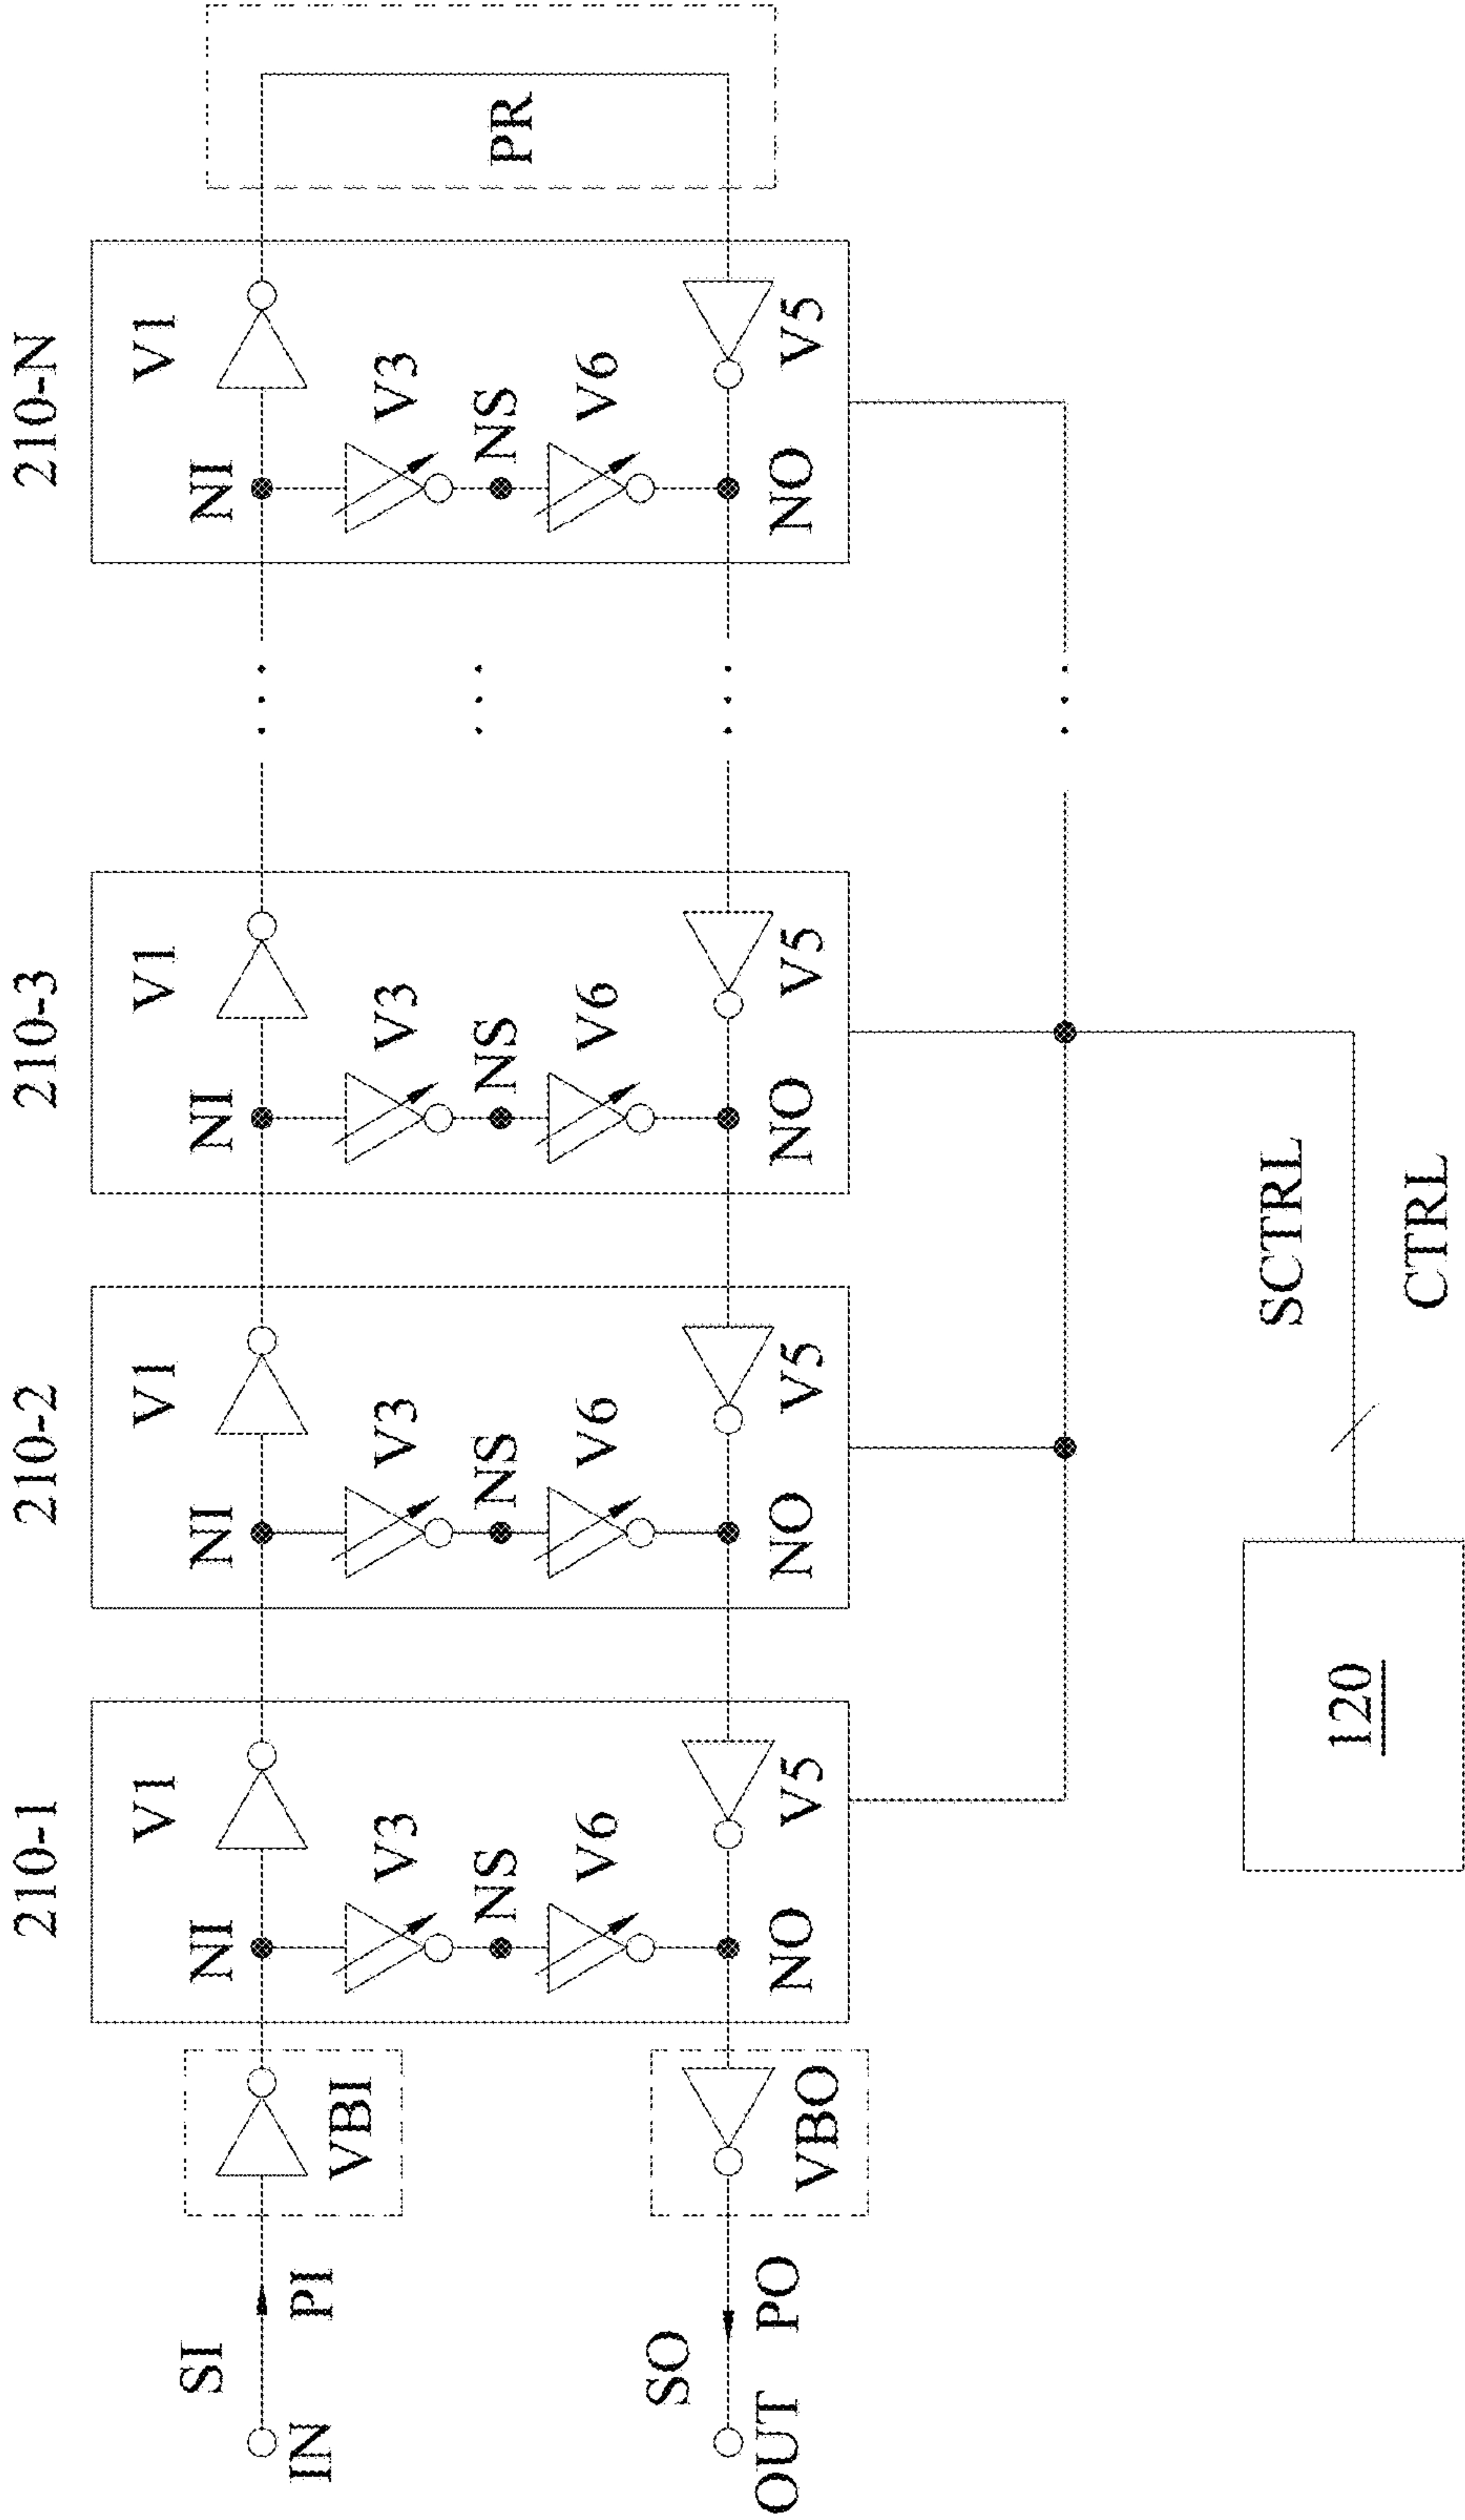 210-1
210-2
210-3
210-N
V1
V1
V1
V1
NI
NI
NI
NI
SI
IN
PI
VBI
V3
V3
V3
V3
NS
NS
NS
NS
PR
V6
V6
V6
V6
SO
OUT
PO
VBO
NO
V5
NO
V5
NO
V5
NO
V5
120
SCTRL
CTRL